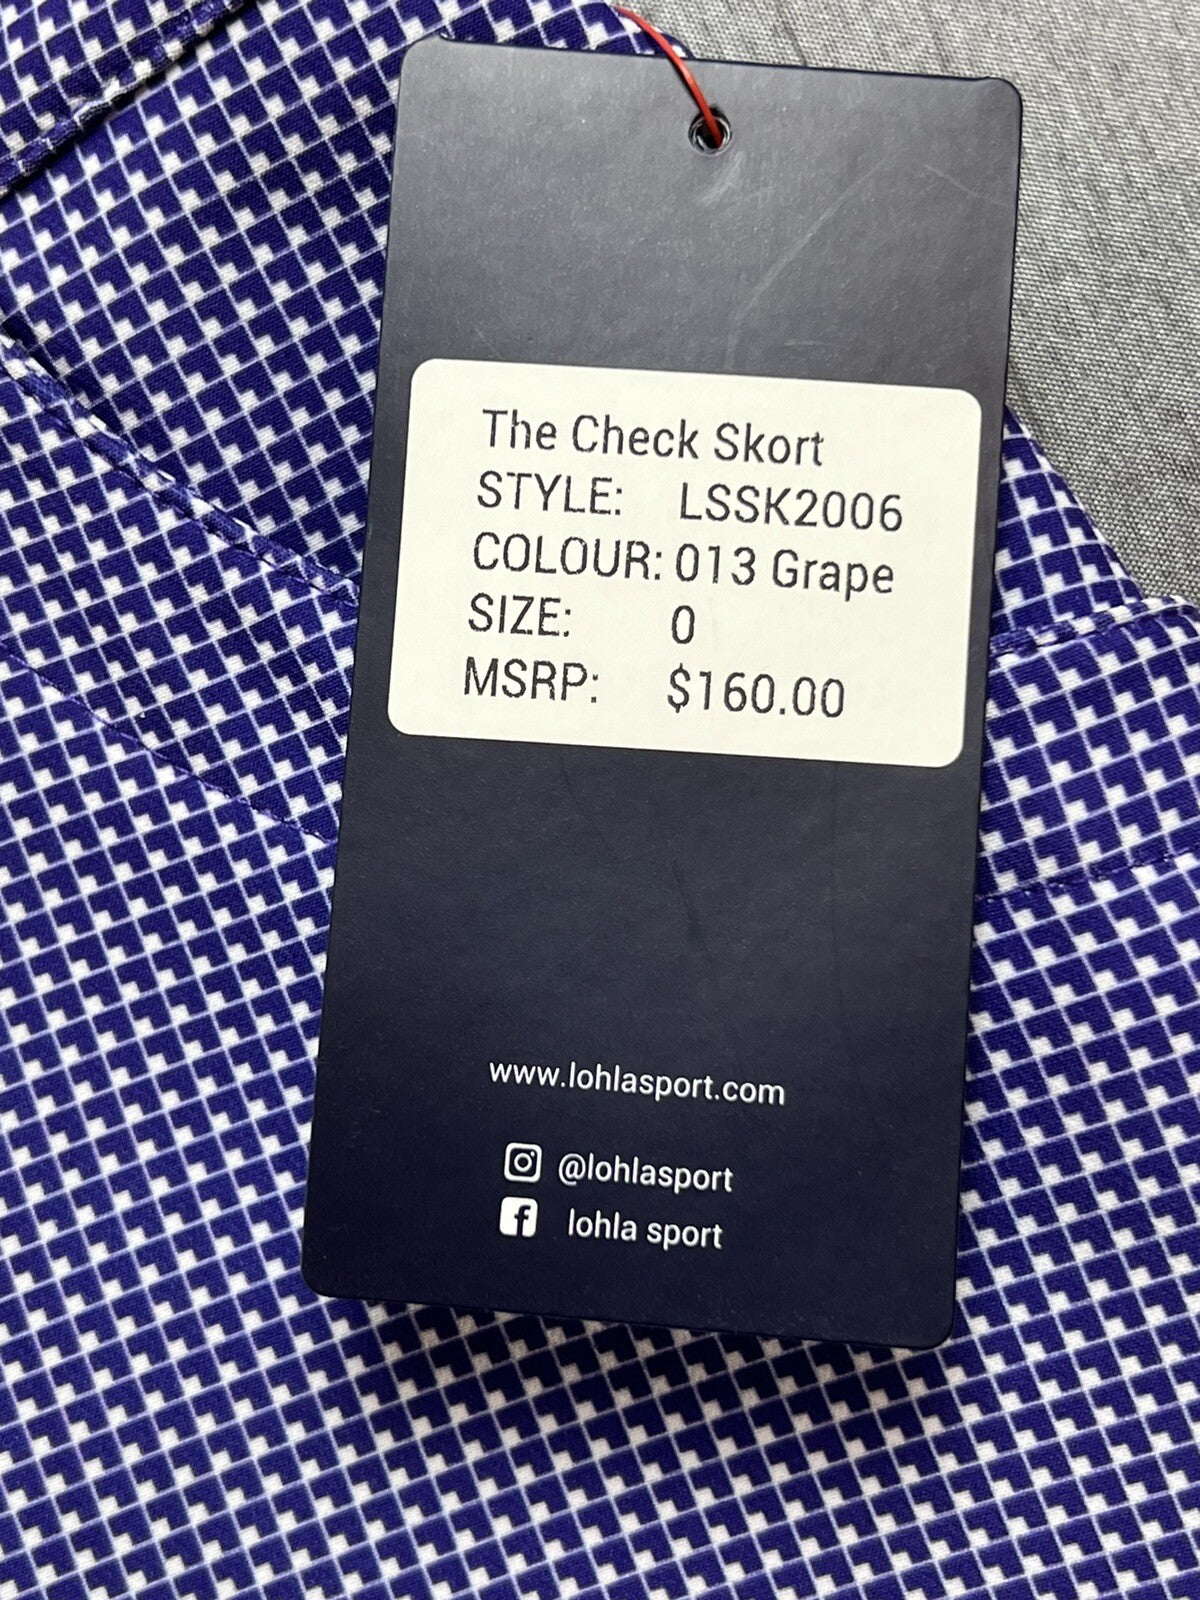 The Check Skort
STYLE: LSSK2006
COLOUR: 013 Grape
SIZE: 0
MSRP: $160.00
www.lohlasport.com
@lohlasport
lohla sport